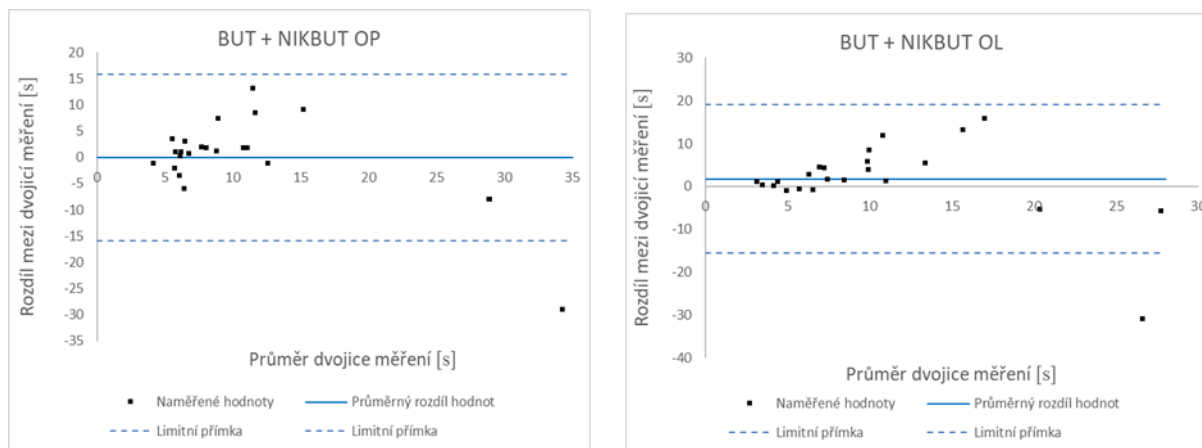 BUT + NIKBUT OP
20
15
10
5
0
-5
-10
-15
-20
-25
-30
-35
0 5 10 15 20 25 30 35
Rozdíl mezi dvojicí měření [s]
Průměr dvojice měření [s]
Naměřené hodnoty Průměrný rozdíl hodnot
Limitní přímka Limitní přímka
BUT + NIKBUT OL
30
20
10
0
-10
-20
-30
-40
0 5 10 15 20 25 30
Rozdíl mezi dvojicí měření [s]
Průměr dvojice měření [s]
Naměřené hodnoty Průměrný rozdíl hodnot
Limitní přímka Limitní přímka